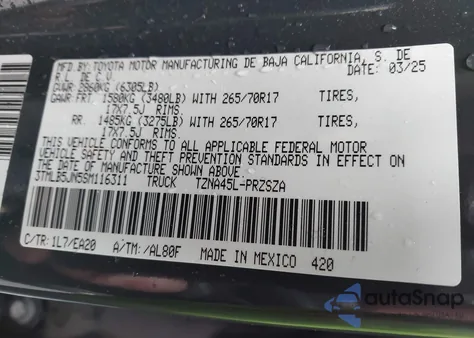 MFD.BY: TOYOTA MOTOR MANUFACTURING DE BAJA CALIFORNIA, S. DE
R.L. DE C.V. DATE: 03/25
GVWR 2860KG (6305LB)
GAWR FRT 1580KG (3480LB) WITH 265/70R17 TIRES,
17X7.5J RIMS
RR 1485KG (3275LB) WITH 265/70R17 TIRES,
17X7.5J RIMS
THIS VEHICLE CONFORMS TO ALL APPLICABLE FEDERAL MOTOR
VEHICLE SAFETY AND THEFT PREVENTION STANDARDS IN EFFECT ON
THE DATE OF MANUFACTURE SHOWN ABOVE.
3TMLB5JN5SM116311 TRUCK TZNA45L-PRZSZA
C/TR: 1L7/EA20 A/TM: /AL80F MADE IN MEXICO 420
autoSnap